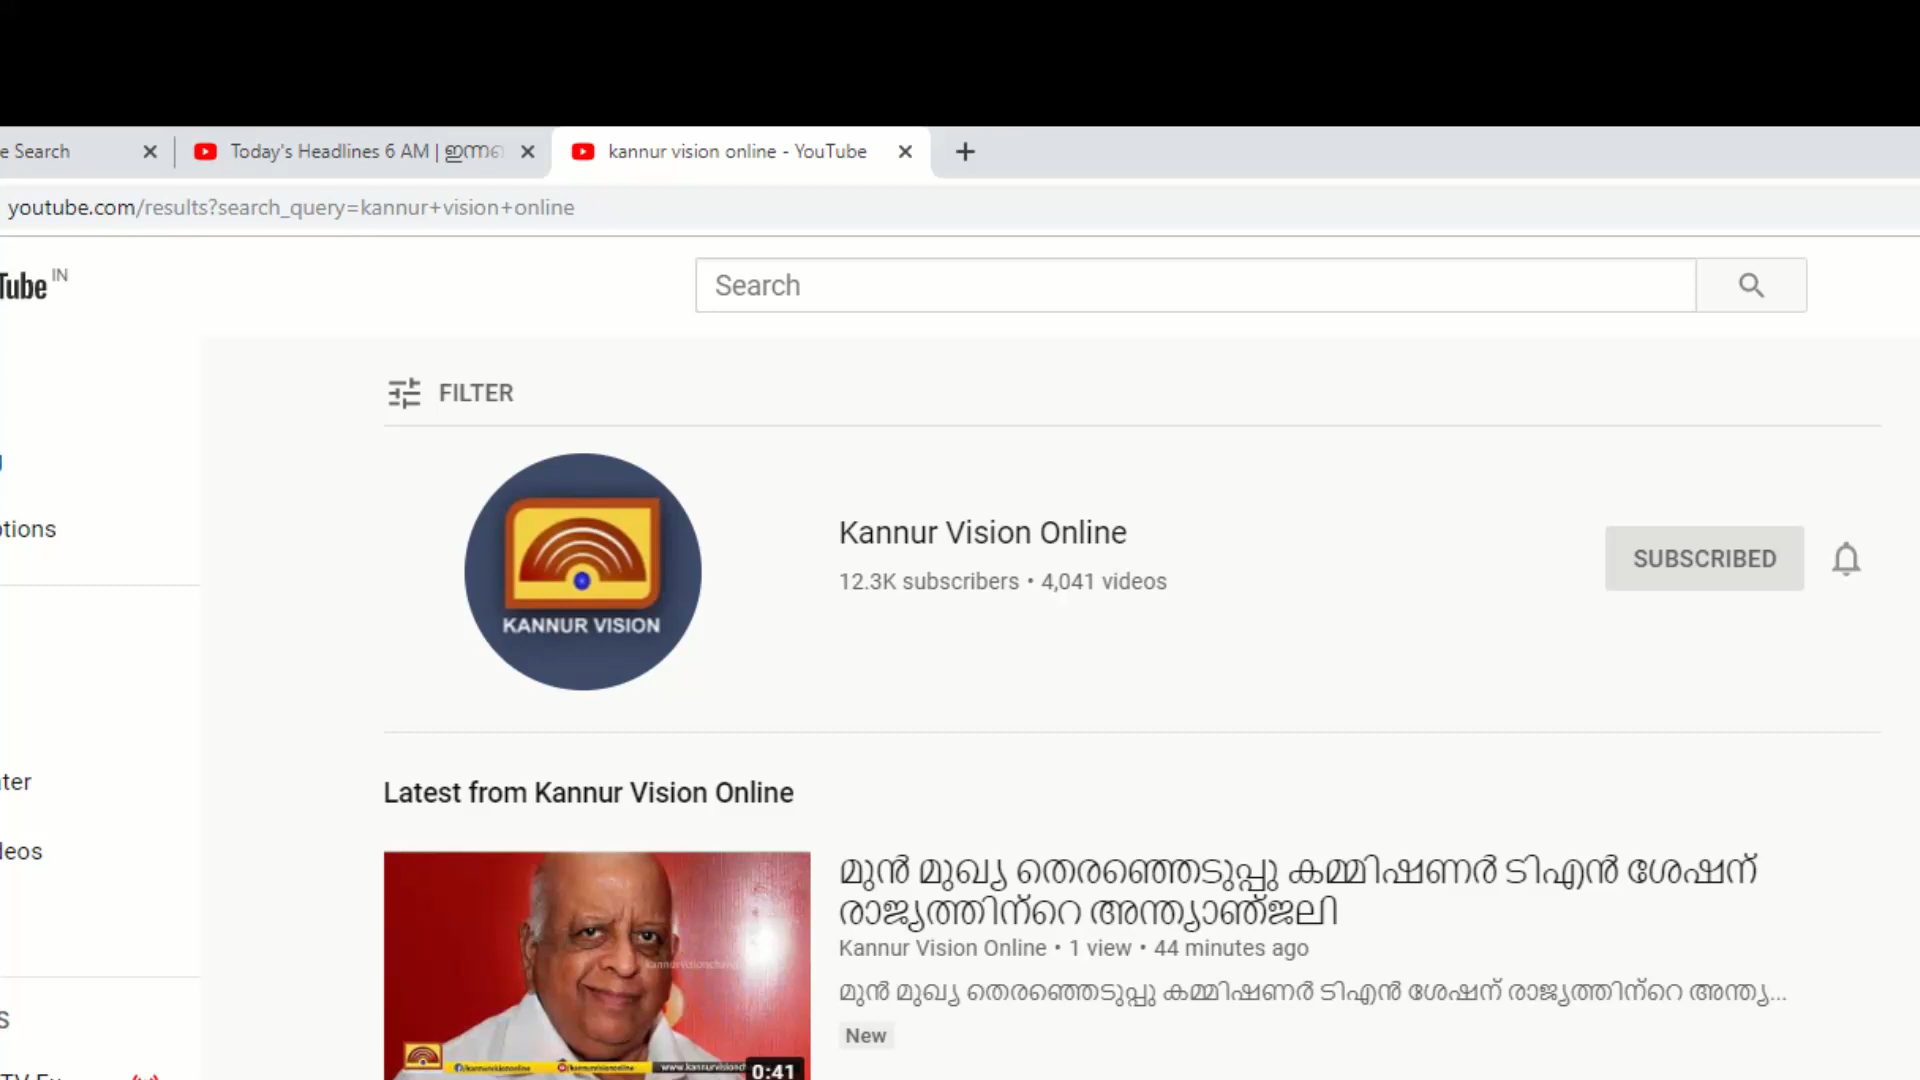 e Search
Today's Headlines 6 AM | ഇന്ന
kannur vision online - YouTube
youtube.com/results?search_query=kannur+vision+online
Tube IN
Search
FILTER
KANNUR VISION
Kannur Vision Online
12.3K subscribers • 4,041 videos
SUBSCRIBED
otions
ter
leos
S
Latest from Kannur Vision Online
മുൻ മുഖ്യ തെരഞ്ഞെടുപ്പു കമ്മിഷണർ ടിഎൻ ശേഷന്
രാജ്യത്തിന്റെ അന്ത്യാഞ്ജലി
Kannur Vision Online • 1 view • 44 minutes ago
മുൻ മുഖ്യ തെരഞ്ഞെടുപ്പു കമ്മിഷണർ ടിഎൻ ശേഷന് രാജ്യത്തിന്റെ അന്ത്യ...
New
0:41